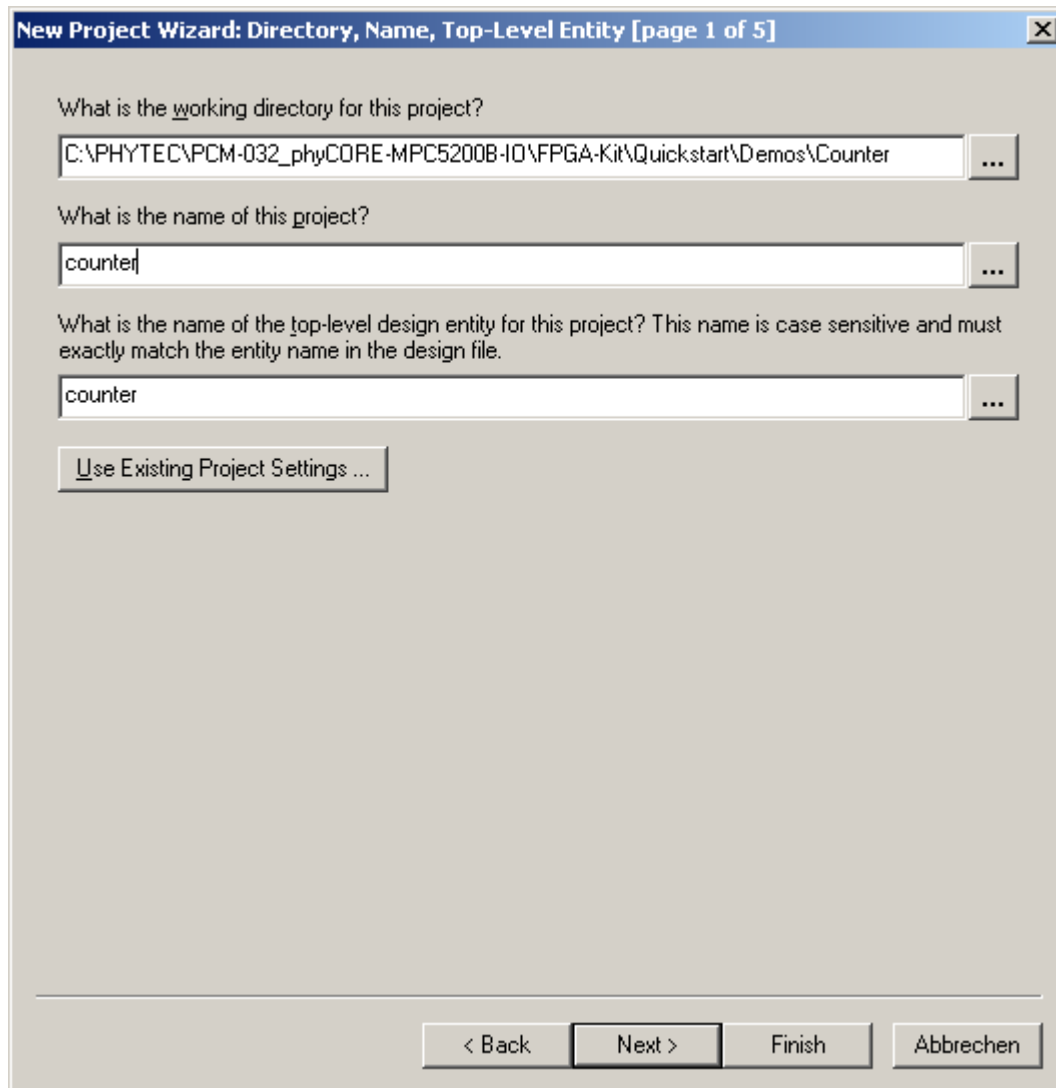 New Project Wizard: Directory, Name, Top-Level Entity [page 1 of 5]
What is the working directory for this project?
C:\PHYTEC\PCM-032_phyCORE-MPC5200B-IO\FPGA-Kit\Quickstart\Demos\Counter
...
What is the name of this project?
counter
...
What is the name of the top-level design entity for this project? This name is case sensitive and must
exactly match the entity name in the design file.
counter
...
Use Existing Project Settings ...
< Back
Next >
Finish
Abbrechen